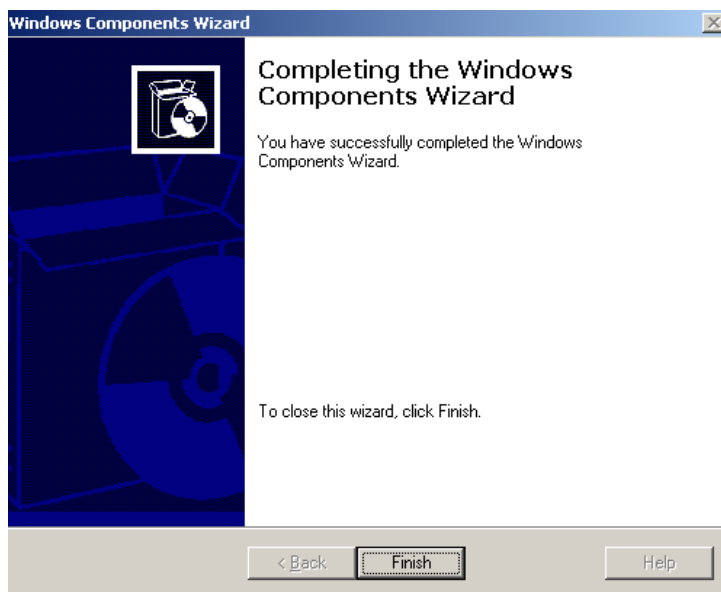 Windows Components Wizard
Completing the Windows
Components Wizard
You have successfully completed the Windows
Components Wizard.
To close this wizard, click Finish.
< Back
Finish
Help